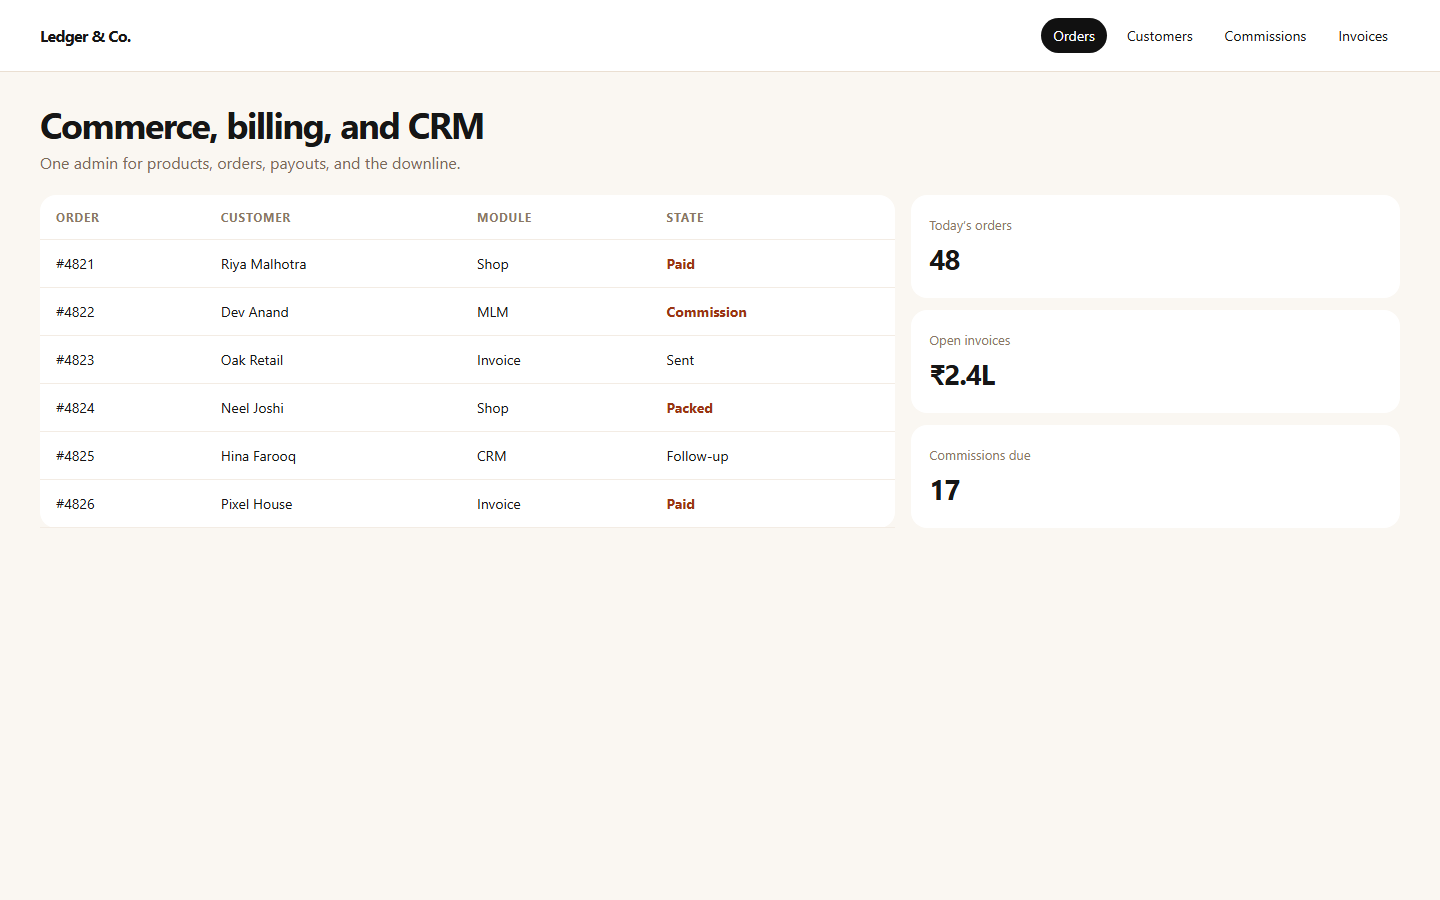 Ledger & Co.
Orders Customers Commissions Invoices
Commerce, billing, and CRM
One admin for products, orders, payouts, and the downline.
ORDER CUSTOMER MODULE STATE
#4821 Riya Malhotra Shop Paid
#4822 Dev Anand MLM Commission
#4823 Oak Retail Invoice Sent
#4824 Neel Joshi Shop Packed
#4825 Hina Farooq CRM Follow-up
#4826 Pixel House Invoice Paid
Today's orders
48
Open invoices
₹2.4L
Commissions due
17